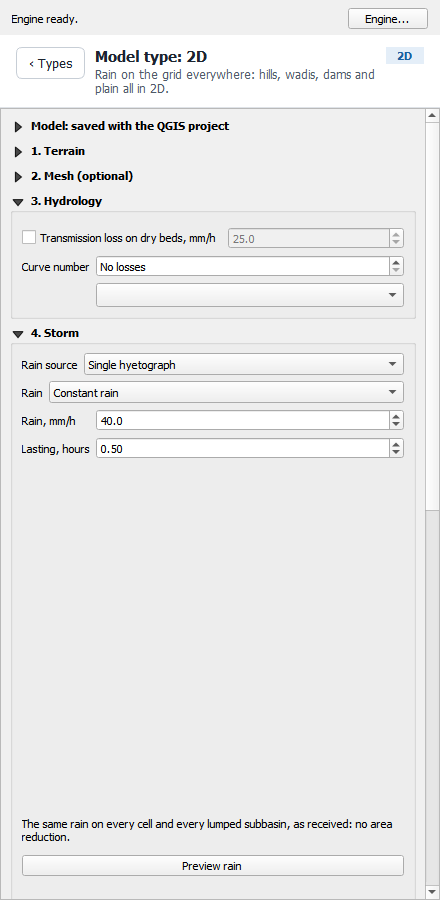 Engine ready.
Engine...
‹ Types
Model type: 2D
2D
Rain on the grid everywhere: hills, wadis, dams and
plain all in 2D.
Model: saved with the QGIS project
1. Terrain
2. Mesh (optional)
3. Hydrology
Transmission loss on dry beds, mm/h
25.0
Curve number
No losses
4. Storm
Rain source
Single hyetograph
Rain
Constant rain
Rain, mm/h
40.0
Lasting, hours
0.50
The same rain on every cell and every lumped subbasin, as received: no area
reduction.
Preview rain